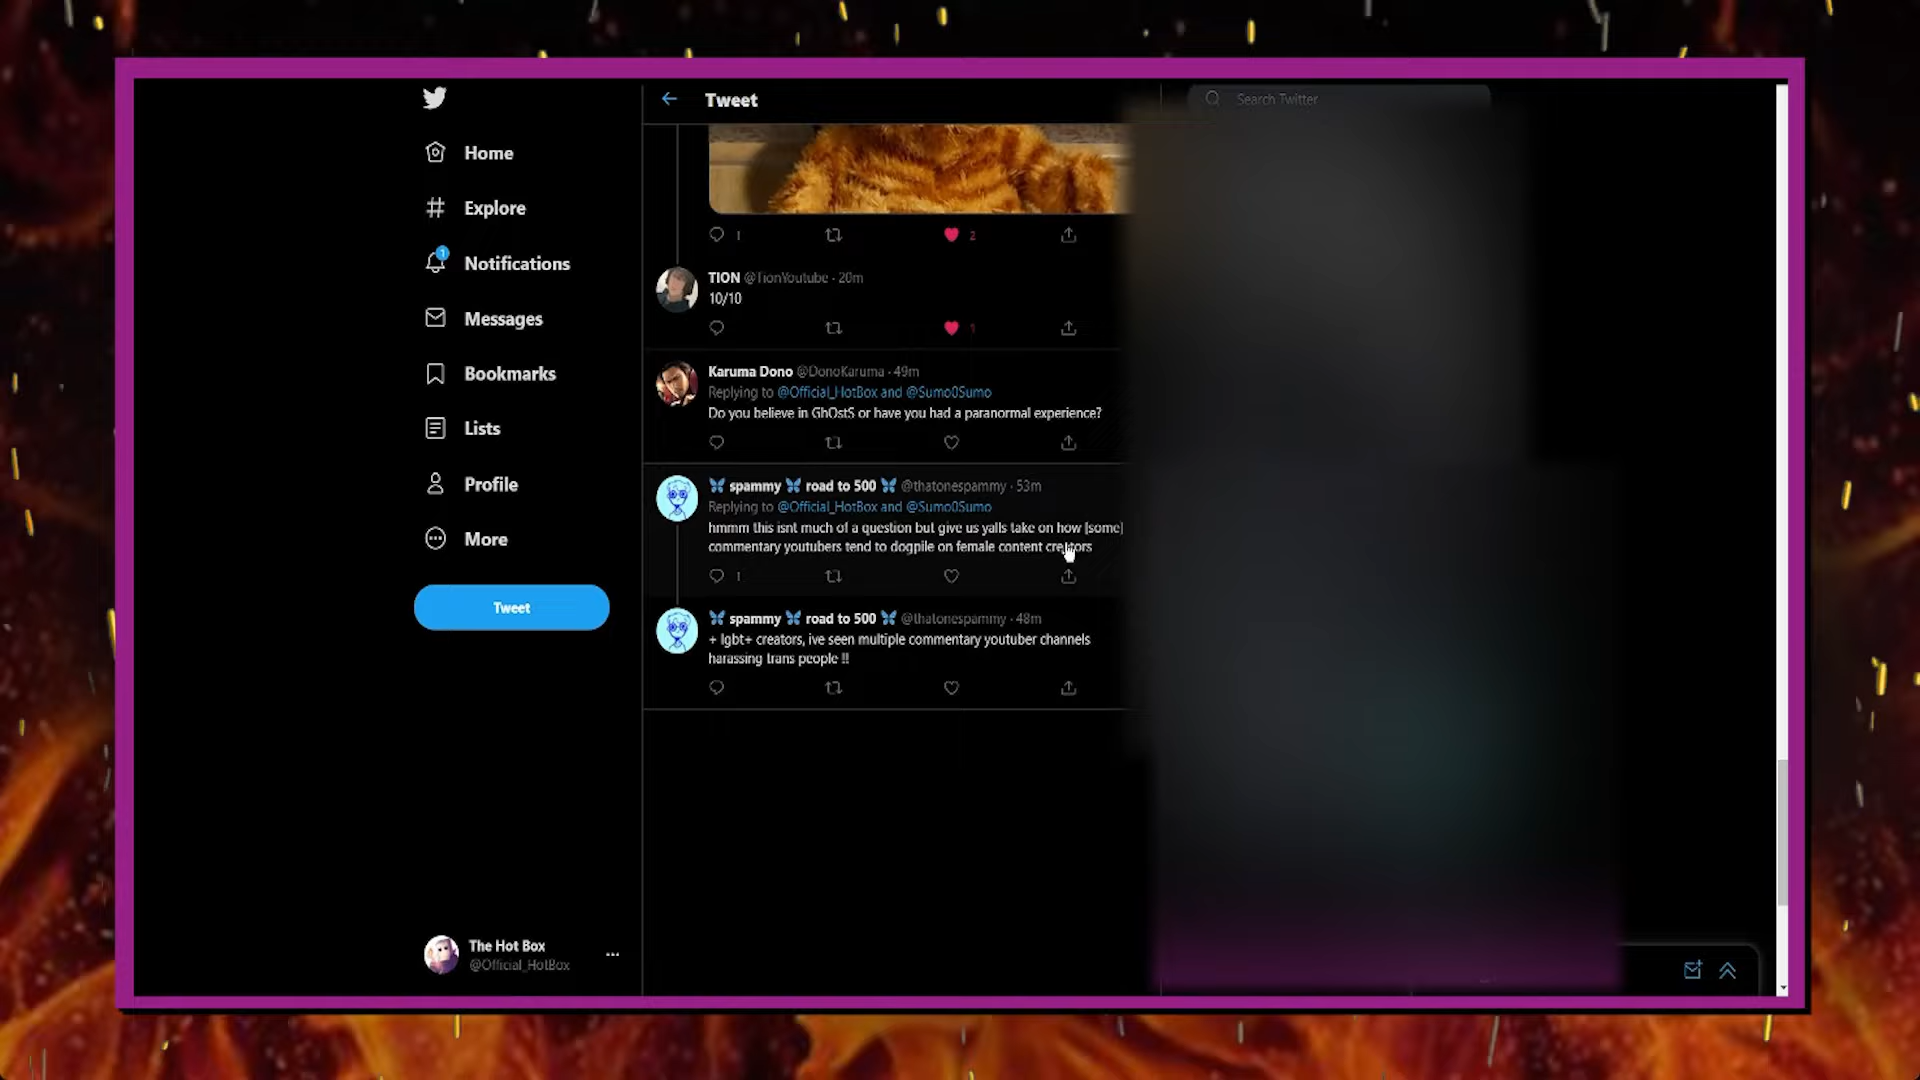 Home
Explore
1
Notifications
Messages
Bookmarks
Lists
Profile
More
Tweet
The Hot Box
@Official_HotBox
Tweet
Search Twitter
1
2
TION @TionYoutube · 20m
10/10
1
Karuma Dono @DonoKaruma · 49m
Replying to @Official_HotBox and @Sumo0Sumo
Do you believe in GhOstS or have you had a paranormal experience?
spammy road to 500 @thatonespammy · 53m
Replying to @Official_HotBox and @Sumo0Sumo
hmmm this isnt much of a question but give us yalls take on how [some]
commentary youtubers tend to dogpile on female content creators
1
spammy road to 500 @thatonespammy · 48m
+ lgbt+ creators, ive seen multiple commentary youtuber channels
harassing trans people !!